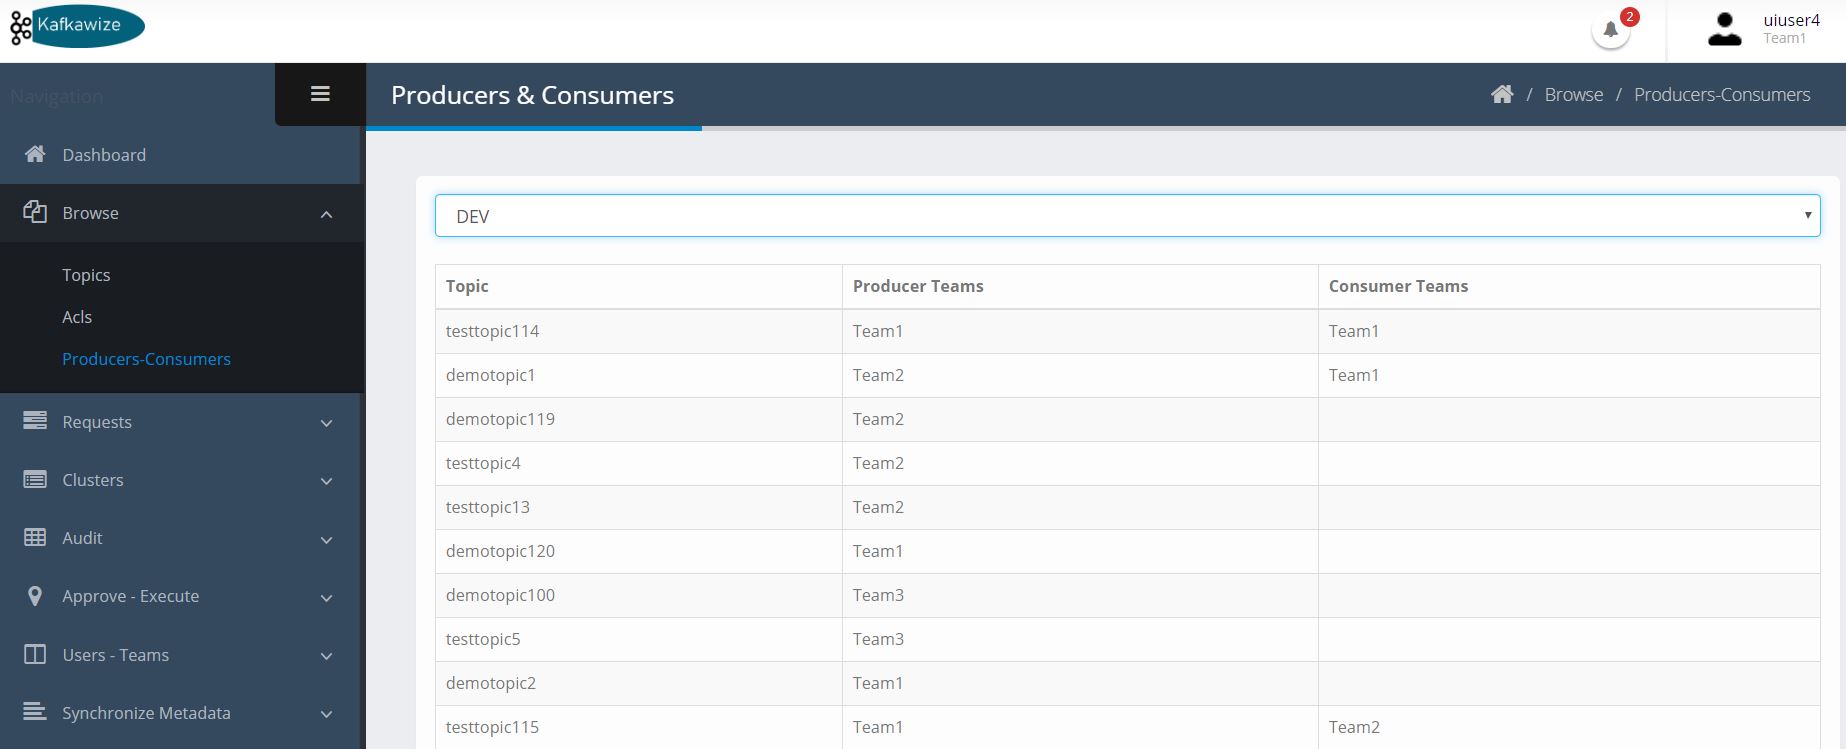 Kafkawize
2
uiuser4
Team1
Navigation
Producers & Consumers
/ Browse / Producers-Consumers
Dashboard
Browse
Topics
Acls
Producers-Consumers
Requests
Clusters
Audit
Approve - Execute
Users - Teams
Synchronize Metadata
DEV
Topic Producer Teams Consumer Teams
testtopic114 Team1 Team1
demotopic1 Team2 Team1
demotopic119 Team2
testtopic4 Team2
testtopic13 Team2
demotopic120 Team1
demotopic100 Team3
testtopic5 Team3
demotopic2 Team1
testtopic115 Team1 Team2